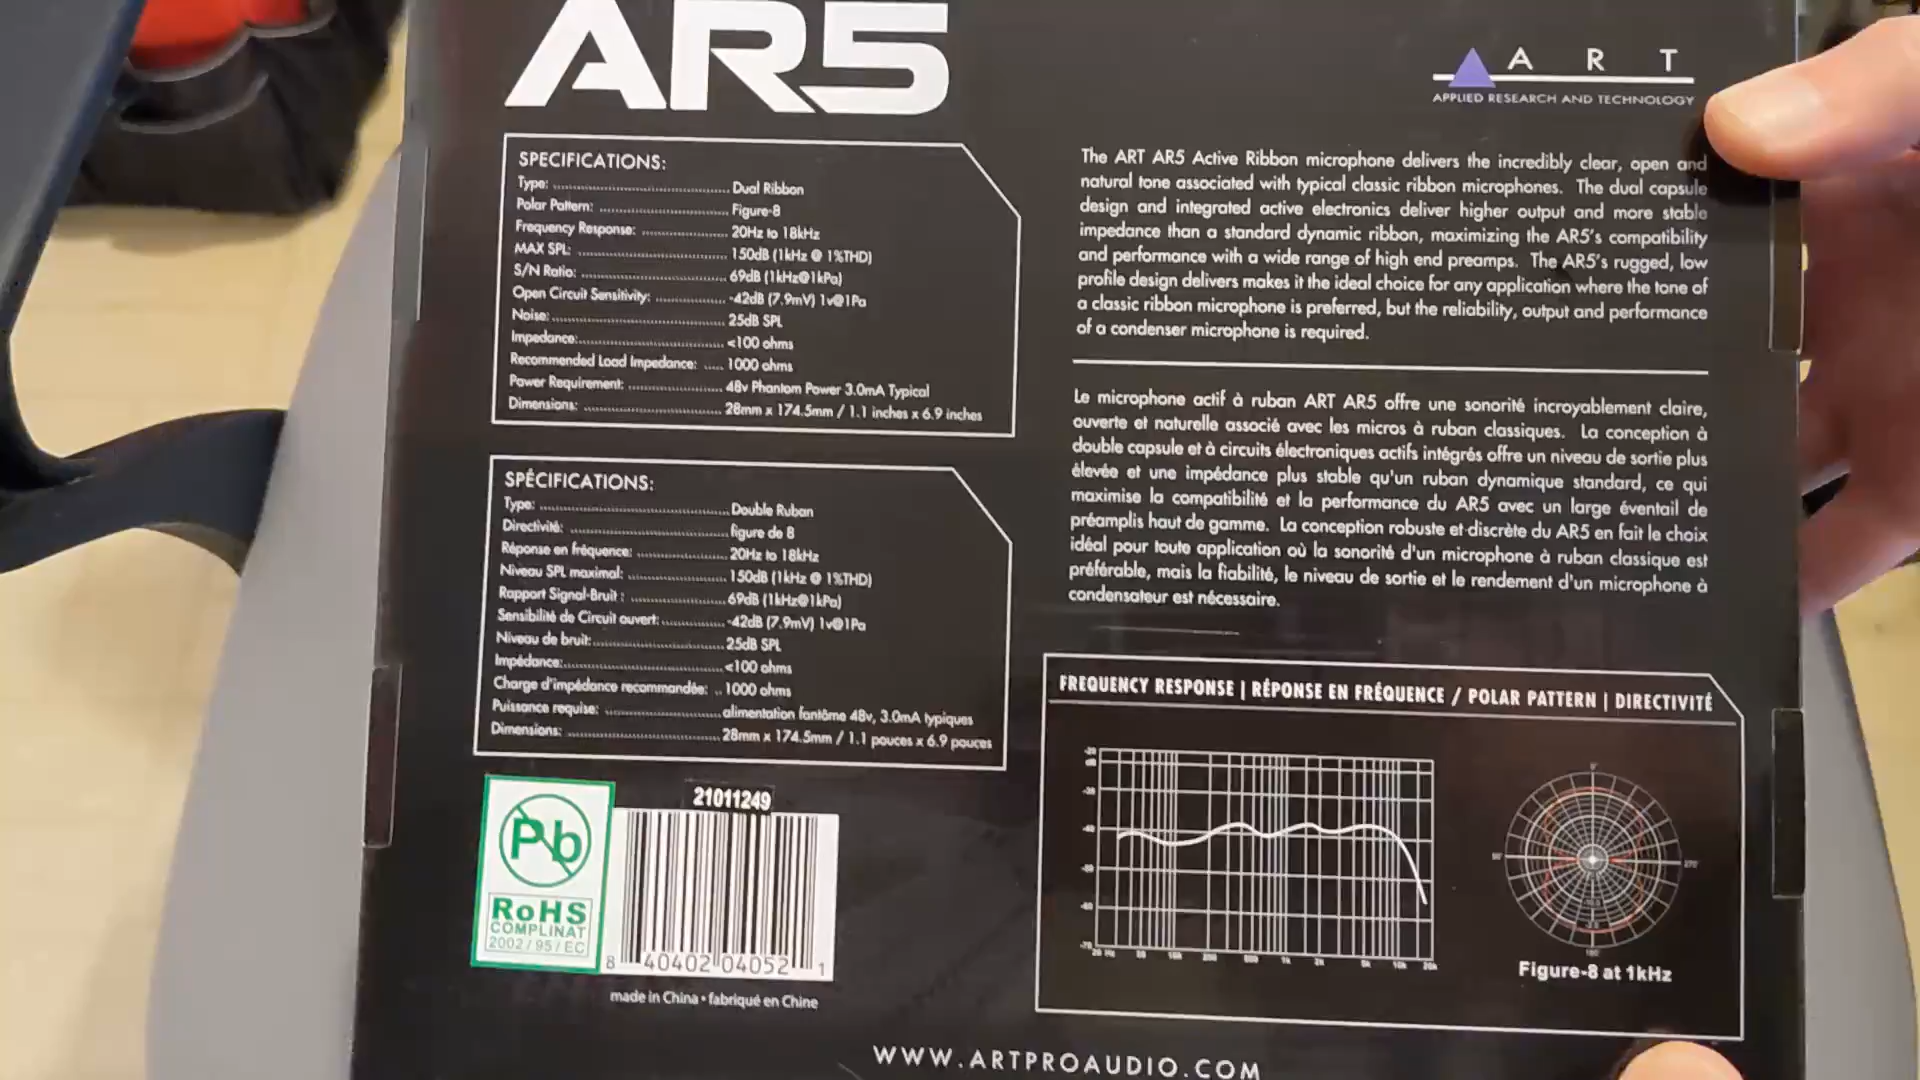 AR5
A R T
APPLIED RESEARCH AND TECHNOLOGY
SPECIFICATIONS:
Type: Dual Ribbon
Polar Pattern: Figure-8
Frequency Response: 20Hz to 18kHz
MAX SPL: 150dB (1kHz @ 1%THD)
S/N Ratio: 69dB (1kHz@1kPa)
Open Circuit Sensitivity: -42dB (7.9mV) 1v@1Pa
Noise: 25dB SPL
Impedance: <100 ohms
Recommended Load Impedance: 1000 ohms
Power Requirement: 48v Phantom Power 3.0mA Typical
Dimensions: 28mm x 174.5mm / 1.1 inches x 6.9 inches
SPÉCIFICATIONS:
Type: Double Ruban
Directivité: figure de 8
Réponse en fréquence: 20Hz to 18kHz
Niveau SPL maximal: 150dB (1kHz @ 1%THD)
Rapport Signal-Bruit : 69dB (1kHz@1kPa)
Sensibilité de Circuit ouvert: -42dB (7.9mV) 1v@1Pa
Niveau de bruit: 25dB SPL
Impédance: <100 ohms
Charge d'impédance recommandée: 1000 ohms
Puissance requise: alimentation fantôme 48v, 3.0mA typiques
Dimensions: 28mm x 174.5mm / 1.1 pouces x 6.9 pouces
The ART AR5 Active Ribbon microphone delivers the incredibly clear, open and
natural tone associated with typical classic ribbon microphones. The dual capsule
design and integrated active electronics deliver higher output and more stable
impedance than a standard dynamic ribbon, maximizing the AR5's compatibility
and performance with a wide range of high end preamps. The AR5's rugged, low
profile design delivers makes it the ideal choice for any application where the tone of
a classic ribbon microphone is preferred, but the reliability, output and performance
of a condenser microphone is required.
Le microphone actif à ruban ART AR5 offre une sonorité incroyablement claire,
ouverte et naturelle associé avec les micros à ruban classiques. La conception à
double capsule et à circuits électroniques actifs intégrés offre un niveau de sortie plus
élevée et une impédance plus stable qu'un ruban dynamique standard, ce qui
maximise la compatibilité et la performance du AR5 avec un large éventail de
préamplis haut de gamme. La conception robuste et discrète du AR5 en fait le choix
idéal pour toute application où la sonorité d'un microphone à ruban classique est
préférable, mais la fiabilité, le niveau de sortie et le rendement d'un microphone à
condensateur est nécessaire.
FREQUENCY RESPONSE | RÉPONSE EN FRÉQUENCE / POLAR PATTERN | DIRECTIVITÉ
Figure-8 at 1kHz
Pb
RoHS
COMPLINAT
2002/95/EC
21011249
8 40402 04052 1
made in China • fabriqué en Chine
WWW.ARTPROAUDIO.COM